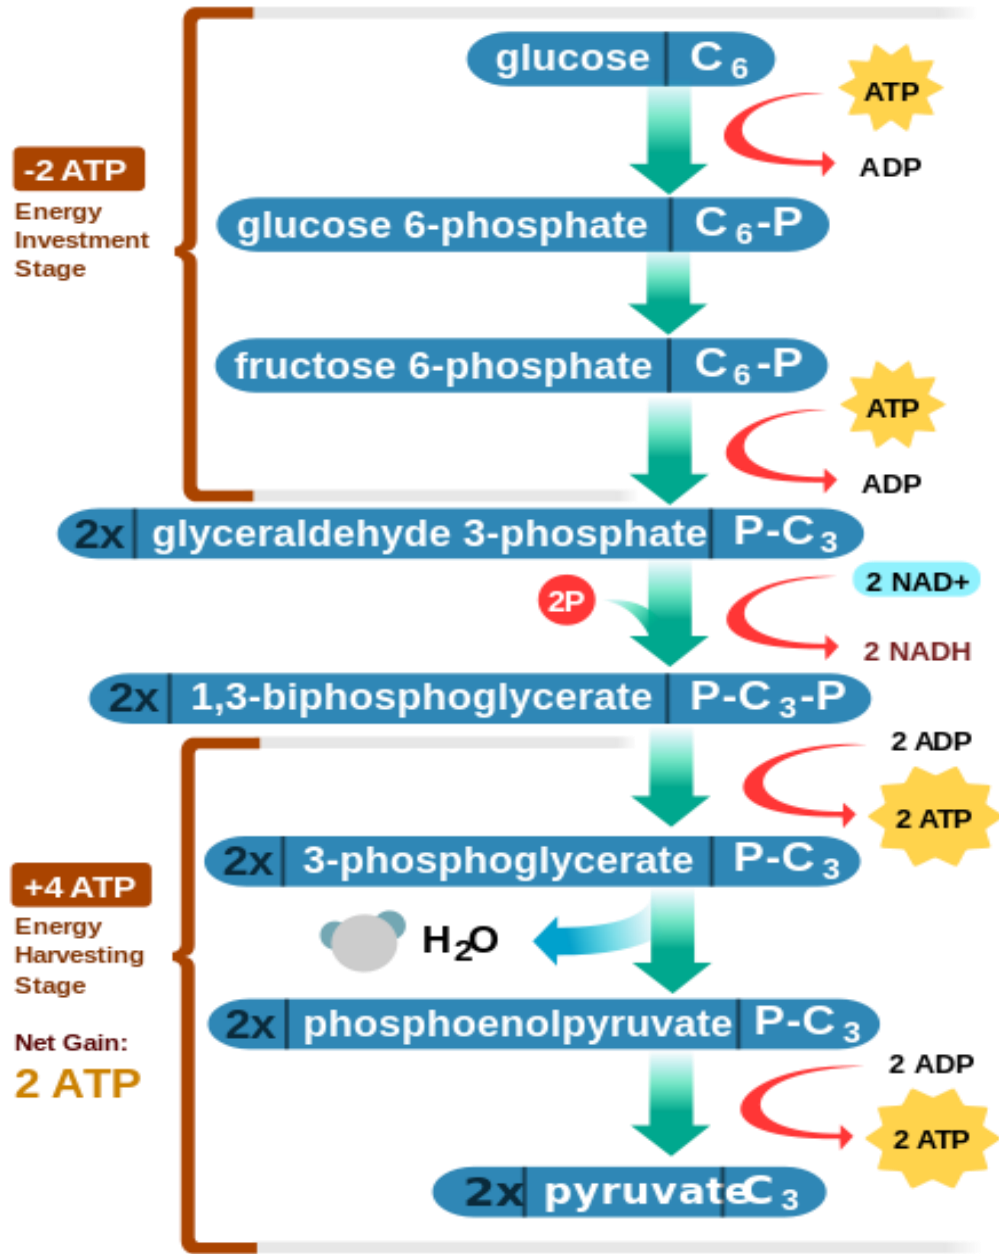 glucose C6
ATP
ADP
-2 ATP
Energy
Investment
Stage
glucose 6-phosphate C6-P
fructose 6-phosphate C6-P
ATP
ADP
2x glyceraldehyde 3-phosphate P-C3
2P
2 NAD+
2 NADH
2x 1,3-biphosphoglycerate P-C3-P
2 ADP
2 ATP
2x 3-phosphoglycerate P-C3
+4 ATP
Energy
Harvesting
Stage
H2O
Net Gain:
2 ATP
2x phosphoenolpyruvate P-C3
2 ADP
2 ATP
2x pyruvate C3